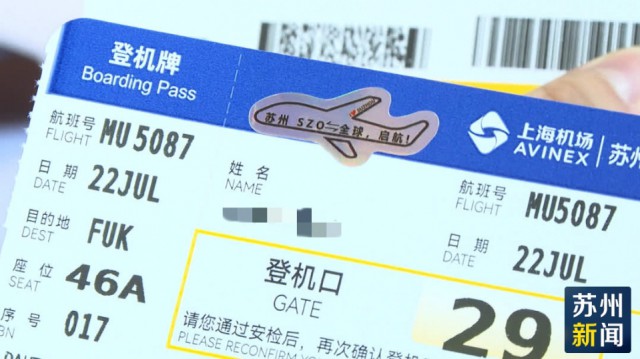 登机牌
Boarding Pass
苏州 SZO⇌全球，启航！
上海机场
AVINEX
苏州
航班号
FLIGHT
MU5087
日期
DATE
22JUL
目的地
DEST
FUK
座位
SEAT
46A
序号
BN
017
姓名
NAME
航班号
FLIGHT
MU5087
日期
DATE
22JUL
登机口
GATE
29
请您通过安检后，再次确认登机
PLEASE RECONFIRM
苏州
新闻